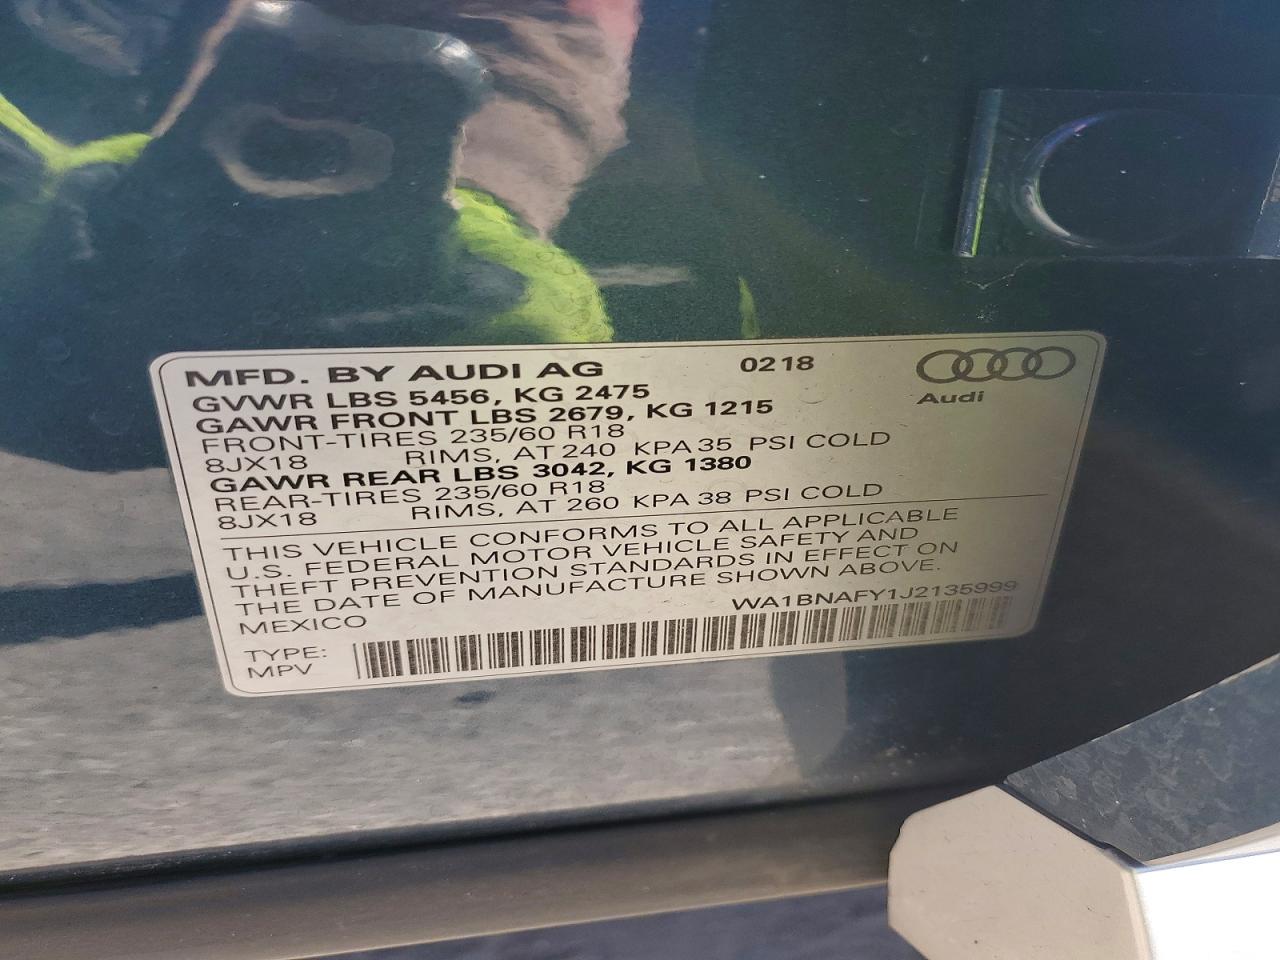 MFD. BY AUDI AG 0218
Audi
GVWR LBS 5456, KG 2475
GAWR FRONT LBS 2679, KG 1215
FRONT-TIRES 235/60 R18
8JX18 RIMS, AT 240 KPA 35 PSI COLD
GAWR REAR LBS 3042, KG 1380
REAR-TIRES 235/60 R18
8JX18 RIMS, AT 260 KPA 38 PSI COLD
THIS VEHICLE CONFORMS TO ALL APPLICABLE
U.S. FEDERAL MOTOR VEHICLE SAFETY AND
THEFT PREVENTION STANDARDS IN EFFECT ON
THE DATE OF MANUFACTURE SHOWN ABOVE.
MEXICO WA1BNAFY1J2135999
TYPE:
MPV